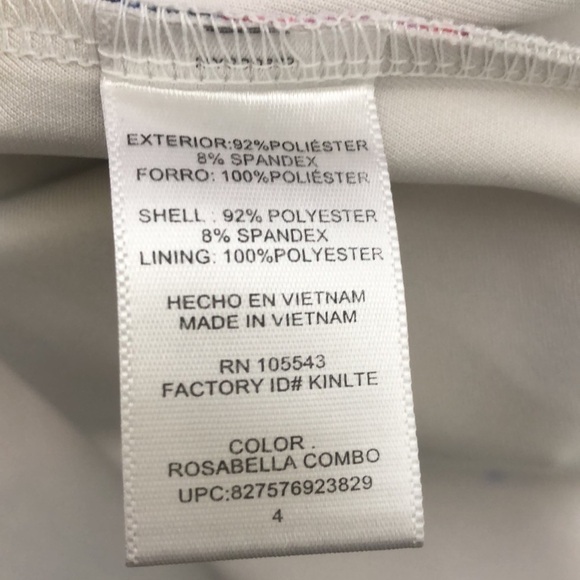 EXTERIOR:92%POLIÉSTER
8% SPANDEX
FORRO: 100%POLIÉSTER
SHELL : 92% POLYESTER
8% SPANDEX
LINING: 100%POLYESTER
HECHO EN VIETNAM
MADE IN VIETNAM
RN 105543
FACTORY ID# KINLTE
COLOR :
ROSABELLA COMBO
UPC:827576923829
4